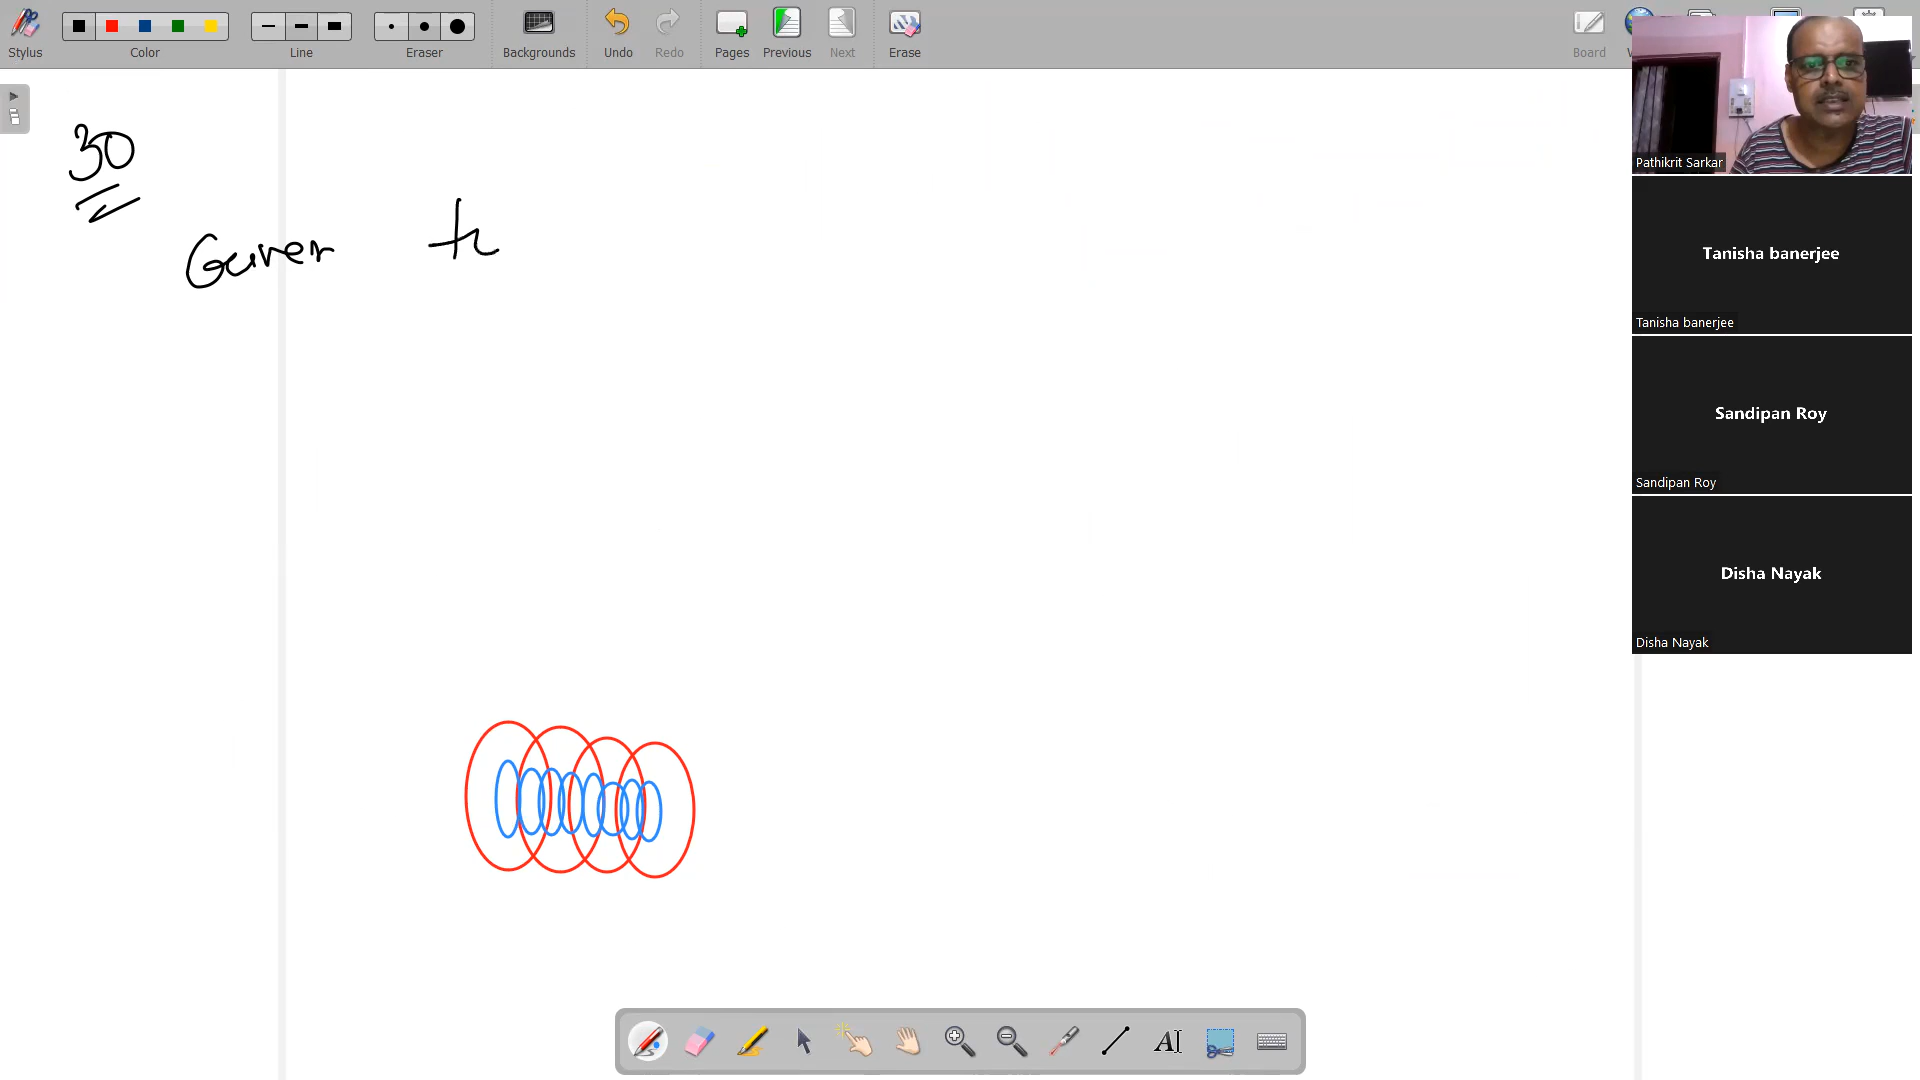 Stylus Color Line Eraser Backgrounds Undo Redo Pages Previous Next Erase Board
30
Given
Pathikrit Sarkar
Tanisha banerjee
Tanisha banerjee
Sandipan Roy
Sandipan Roy
Disha Nayak
Disha Nayak